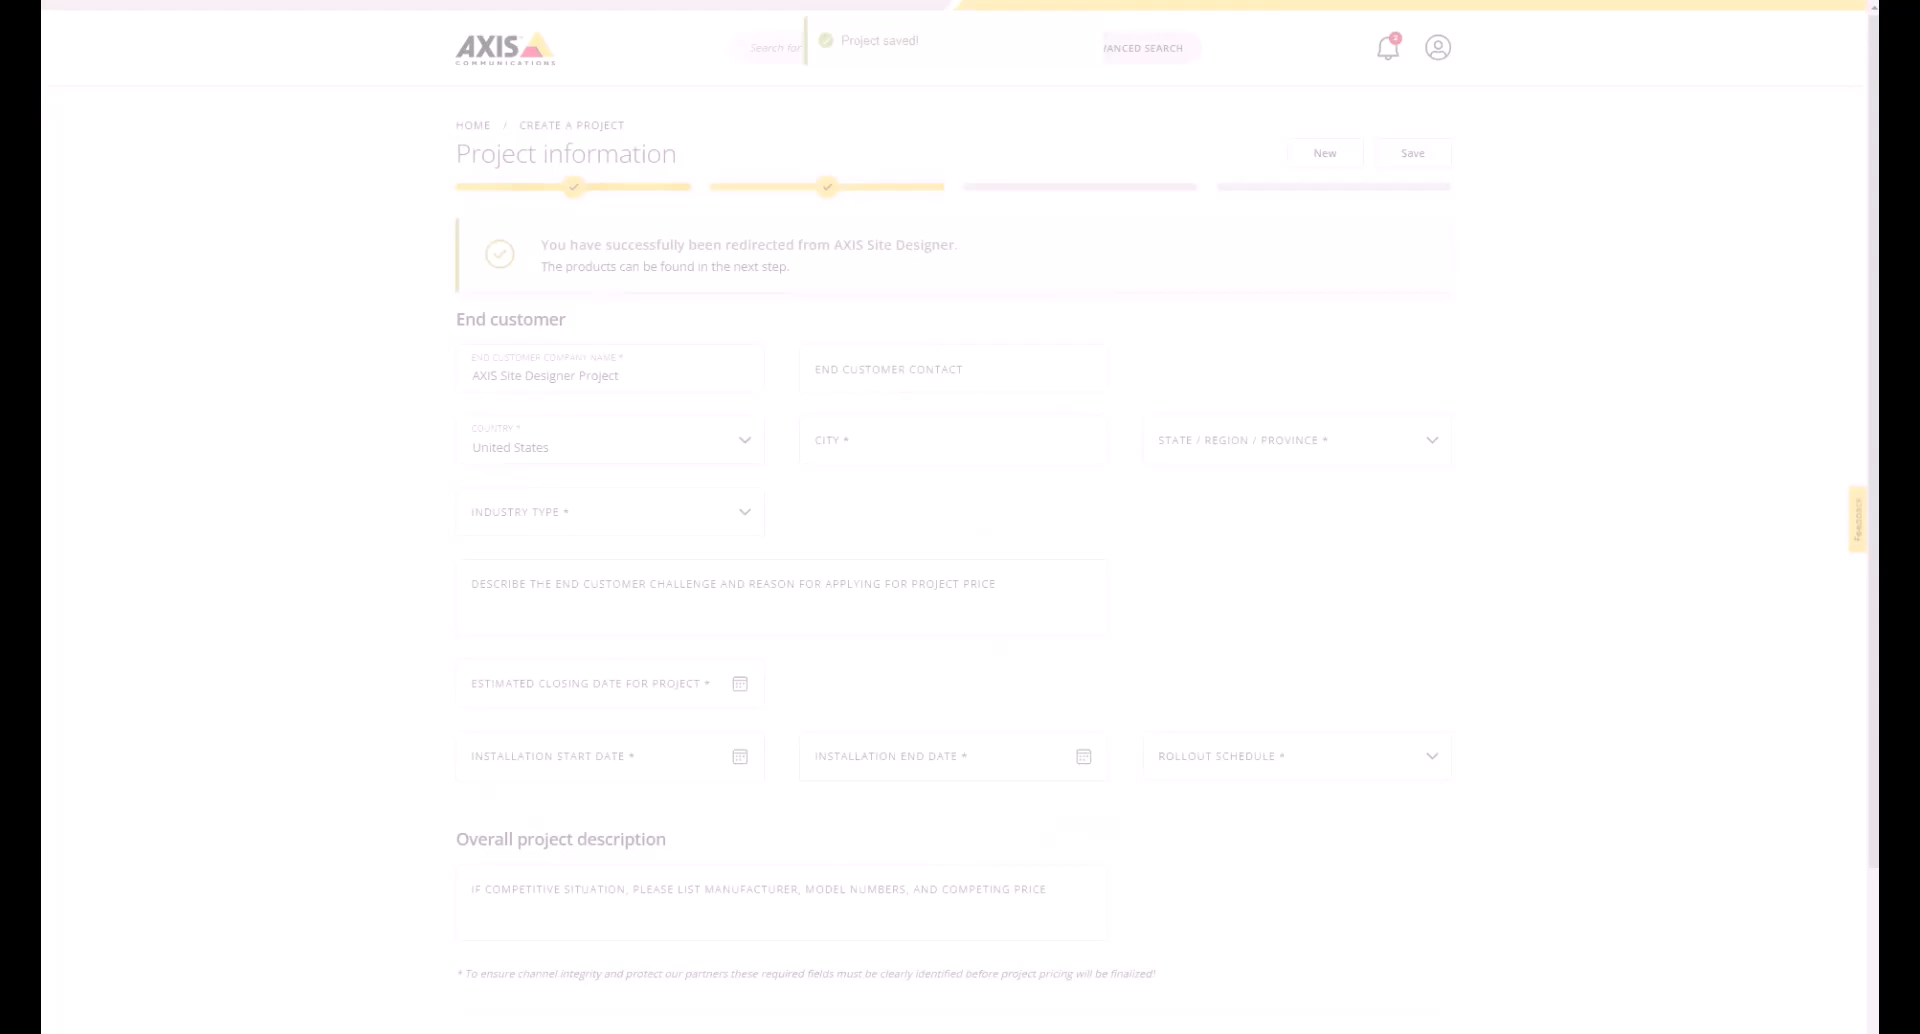 AXIS
COMMUNICATIONS
Search for
Project saved!
VANCED SEARCH
2
HOME / CREATE A PROJECT
Project information
New
Save
You have successfully been redirected from AXIS Site Designer.
The products can be found in the next step.
End customer
END CUSTOMER COMPANY NAME *
AXIS Site Designer Project
END CUSTOMER CONTACT
COUNTRY *
United States
CITY *
STATE / REGION / PROVINCE *
INDUSTRY TYPE *
Feedback
DESCRIBE THE END CUSTOMER CHALLENGE AND REASON FOR APPLYING FOR PROJECT PRICE
ESTIMATED CLOSING DATE FOR PROJECT *
INSTALLATION START DATE *
INSTALLATION END DATE *
ROLLOUT SCHEDULE *
Overall project description
IF COMPETITIVE SITUATION, PLEASE LIST MANUFACTURER, MODEL NUMBERS, AND COMPETING PRICE
* To ensure channel integrity and protect our partners these required fields must be clearly identified before project pricing will be finalized!